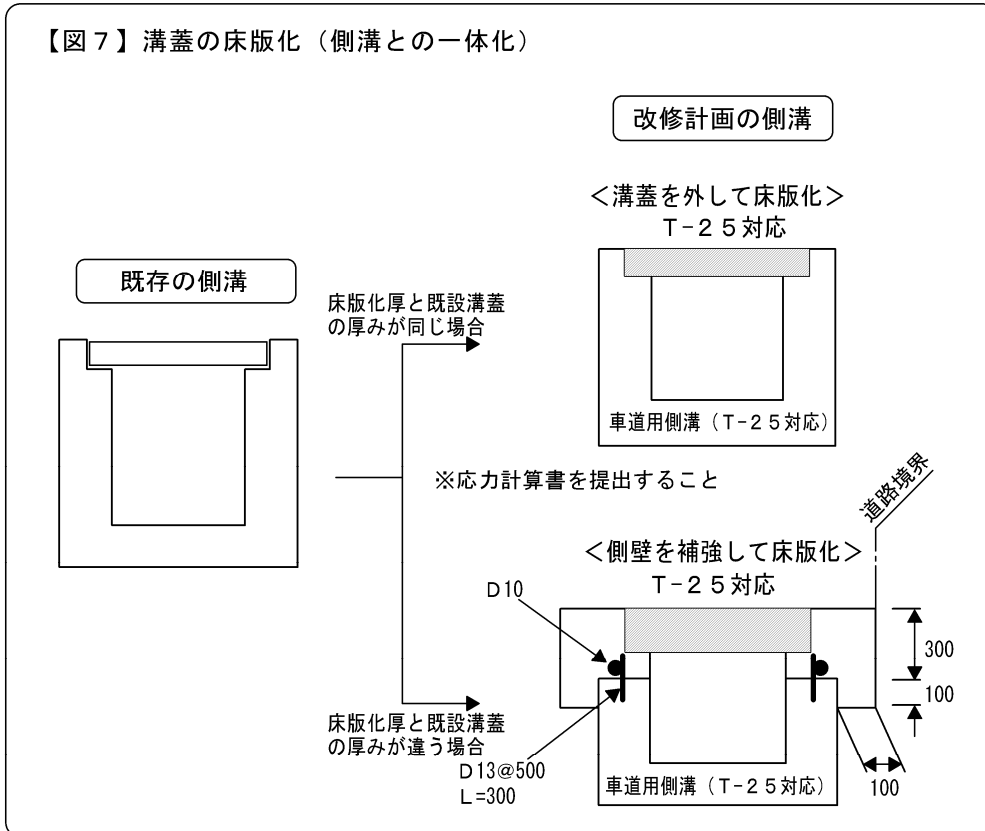 【図７】溝蓋の床版化（側溝との一体化）
改修計画の側溝
＜溝蓋を外して床版化＞
Ｔ-２５対応
既存の側溝
床版化厚と既設溝蓋
の厚みが同じ場合
車道用側溝（Ｔ-２５対応）
※応力計算書を提出すること
道路境界
＜側壁を補強して床版化＞
Ｔ-２５対応
D10
300
100
床版化厚と既設溝蓋
の厚みが違う場合
D13@500
L=300
車道用側溝（Ｔ-２５対応）
100